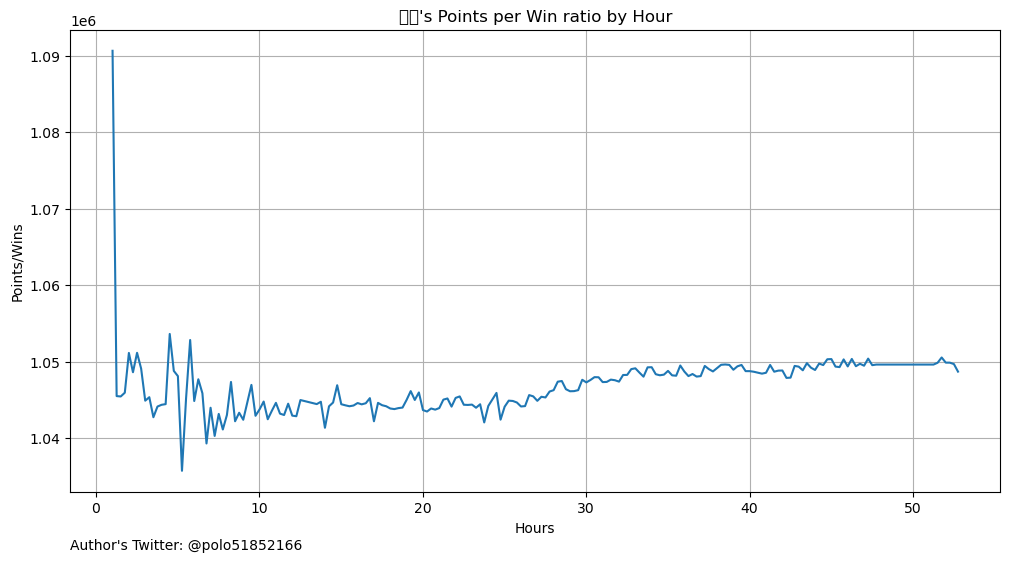 1e6
's Points per Win ratio by Hour
1.09
1.08
1.07
1.06
1.05
1.04
Points/Wins
0 10 20 30 40 50
Hours
Author's Twitter: @polo51852166